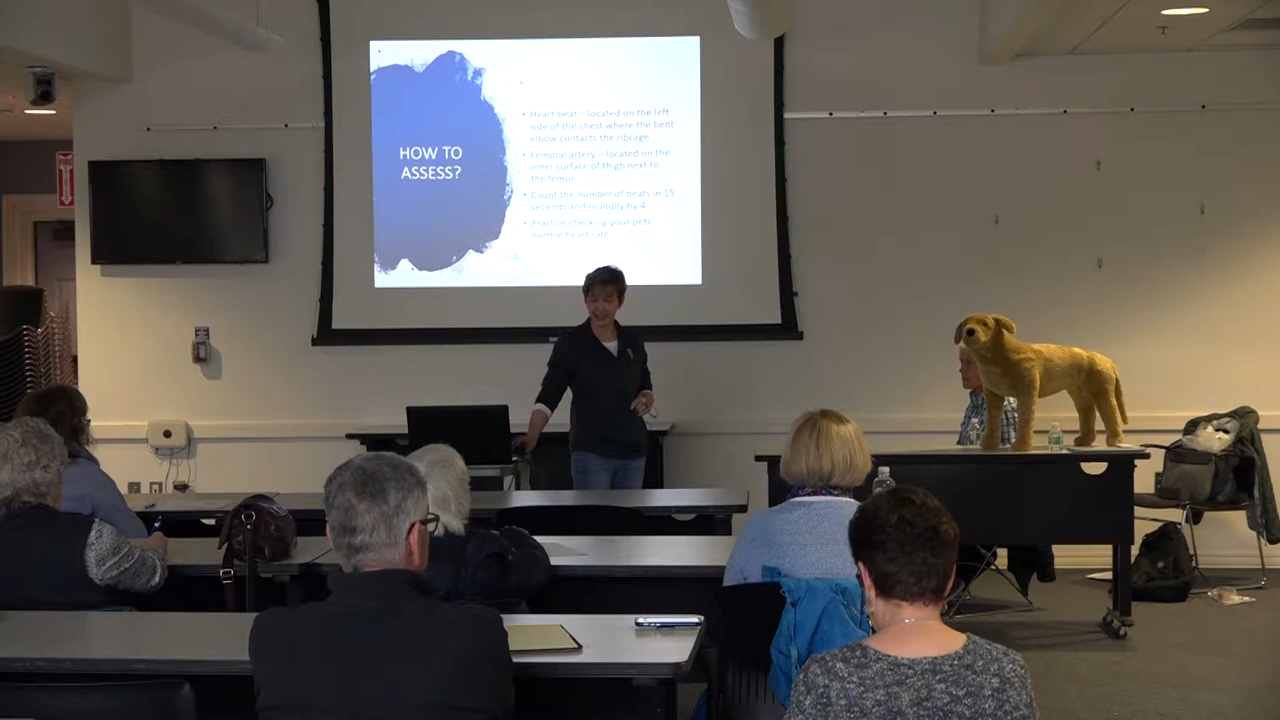 HOW TO
ASSESS?
• Heart beat – located on the left
side of the chest where the bent
elbow contacts the ribcage
• Femoral artery – located on the
inner surface of thigh next to
the femur
• Count the number of beats in 15
seconds and multiply by 4
• Practice checking your pets
normal heart rate
FIRE